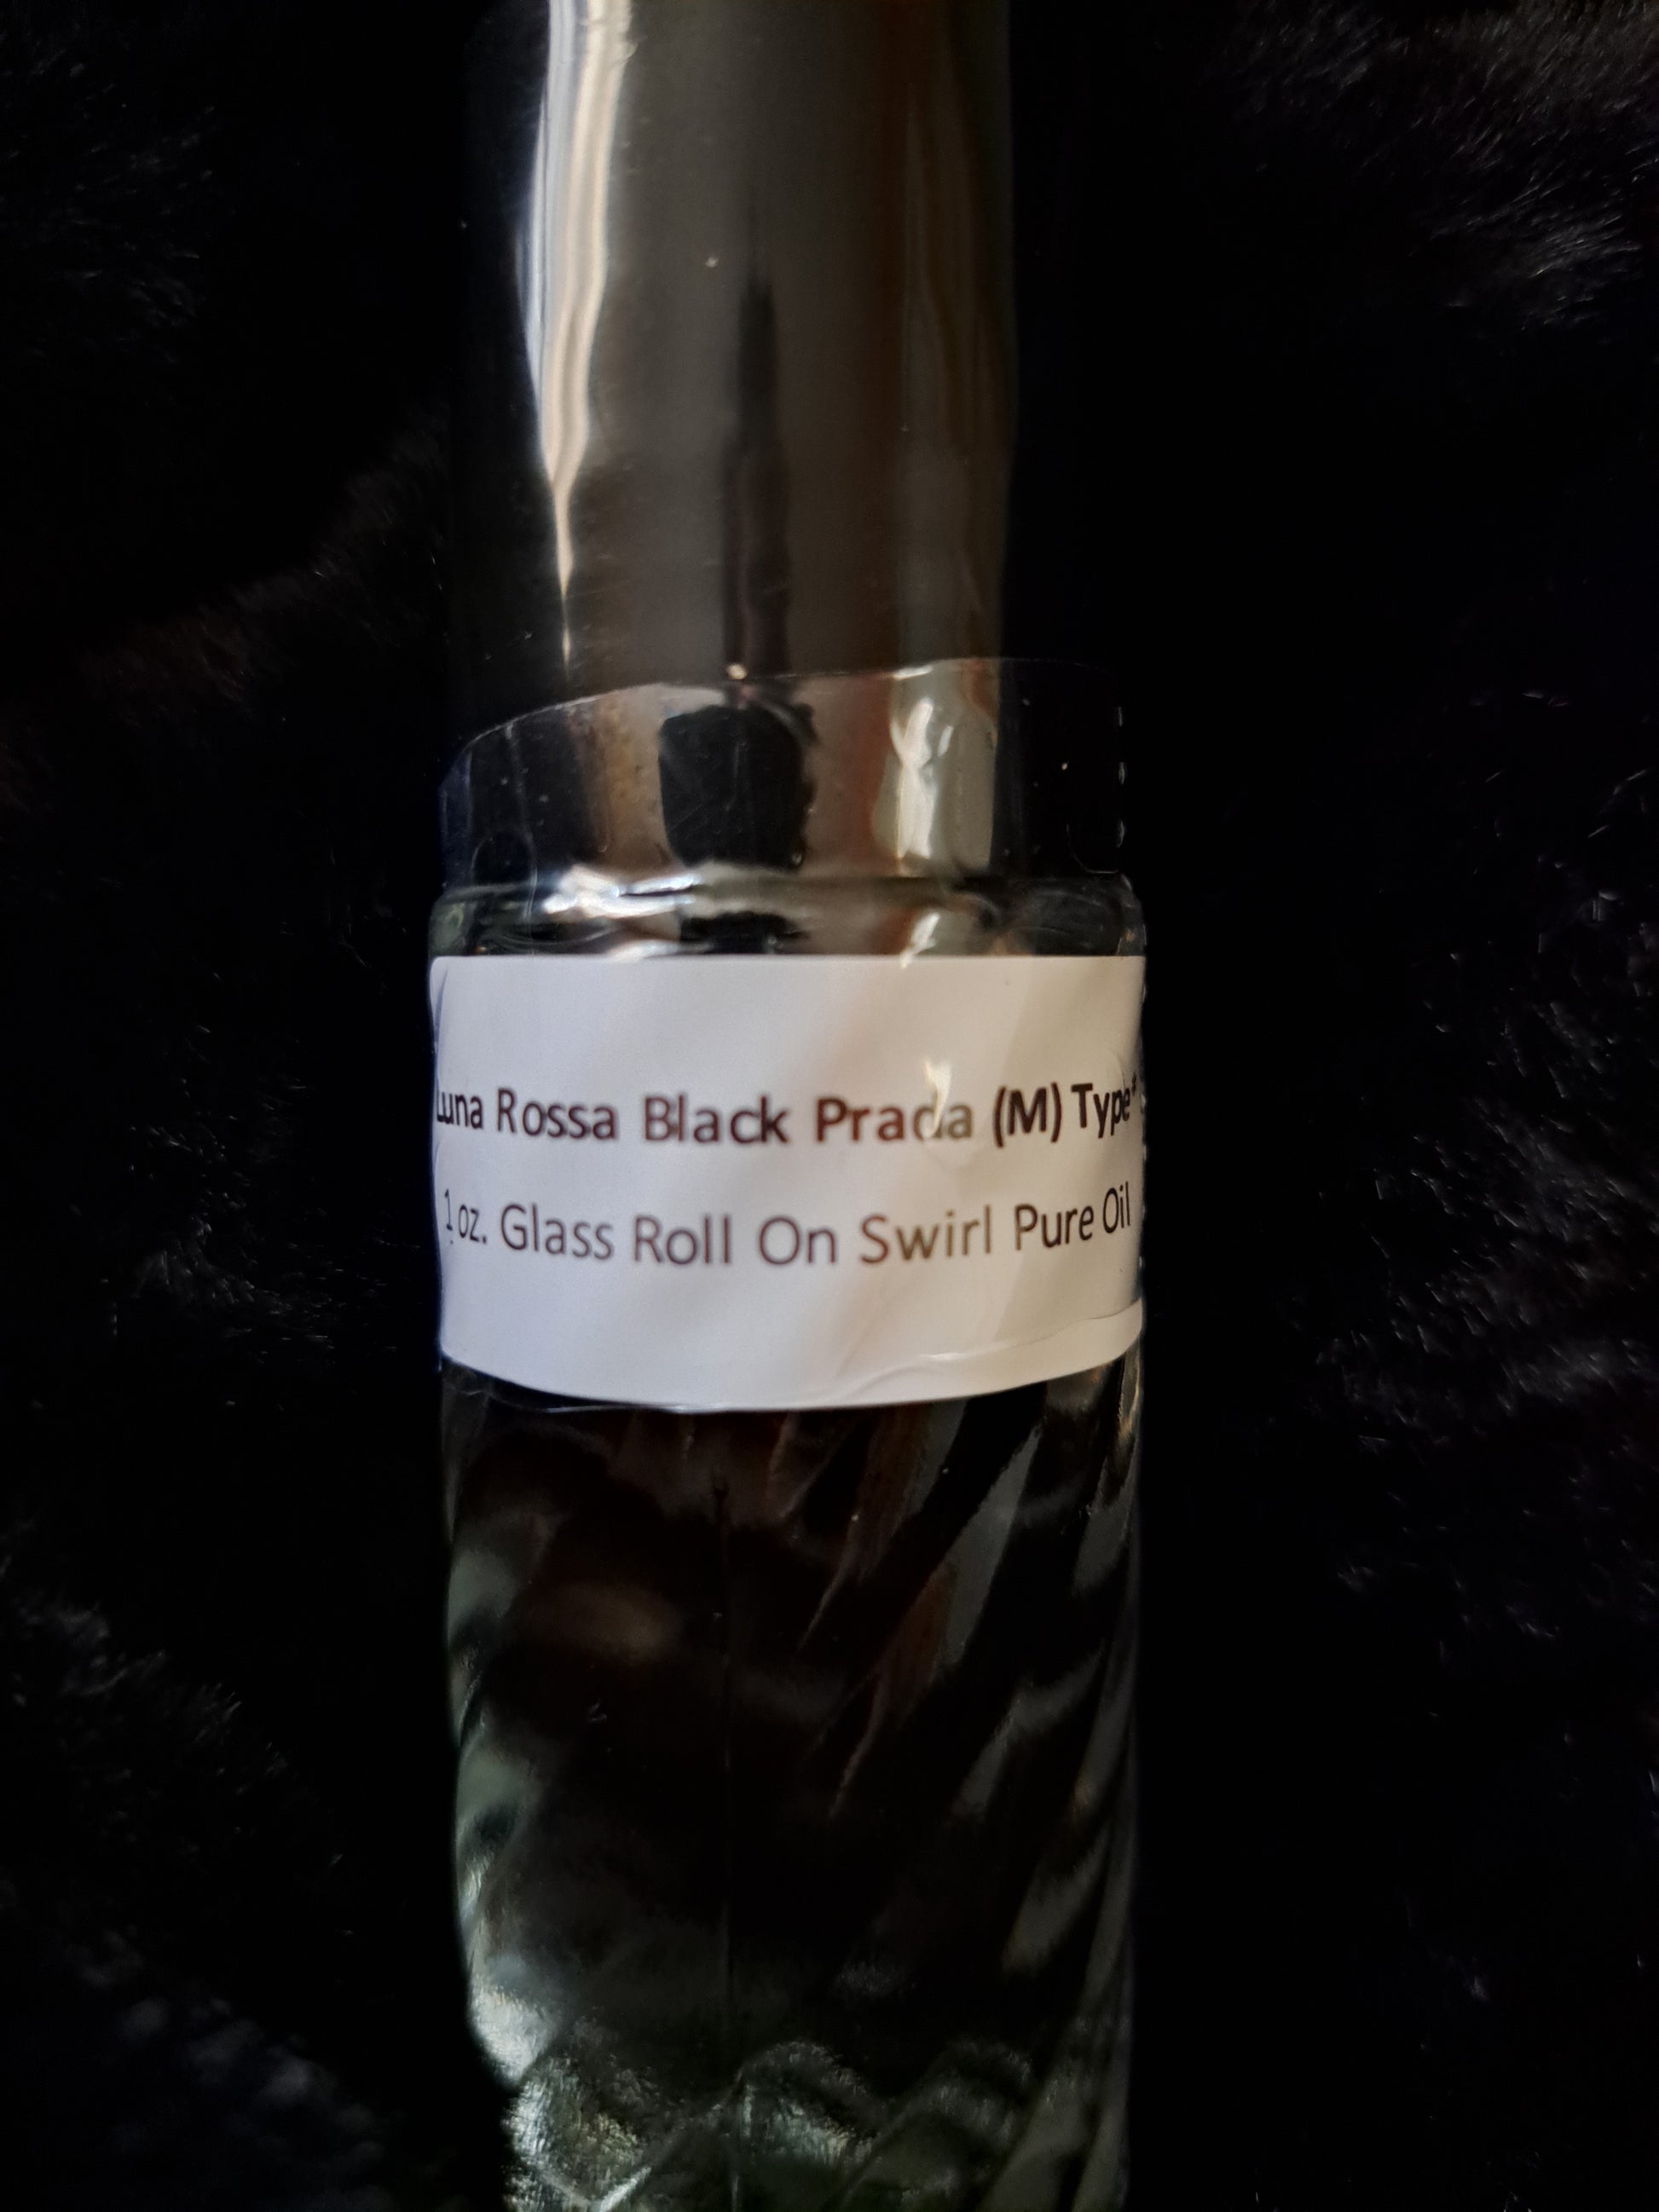 Luna Rossa Black Prada (M) Type*
1 oz. Glass Roll On Swirl Pure Oil